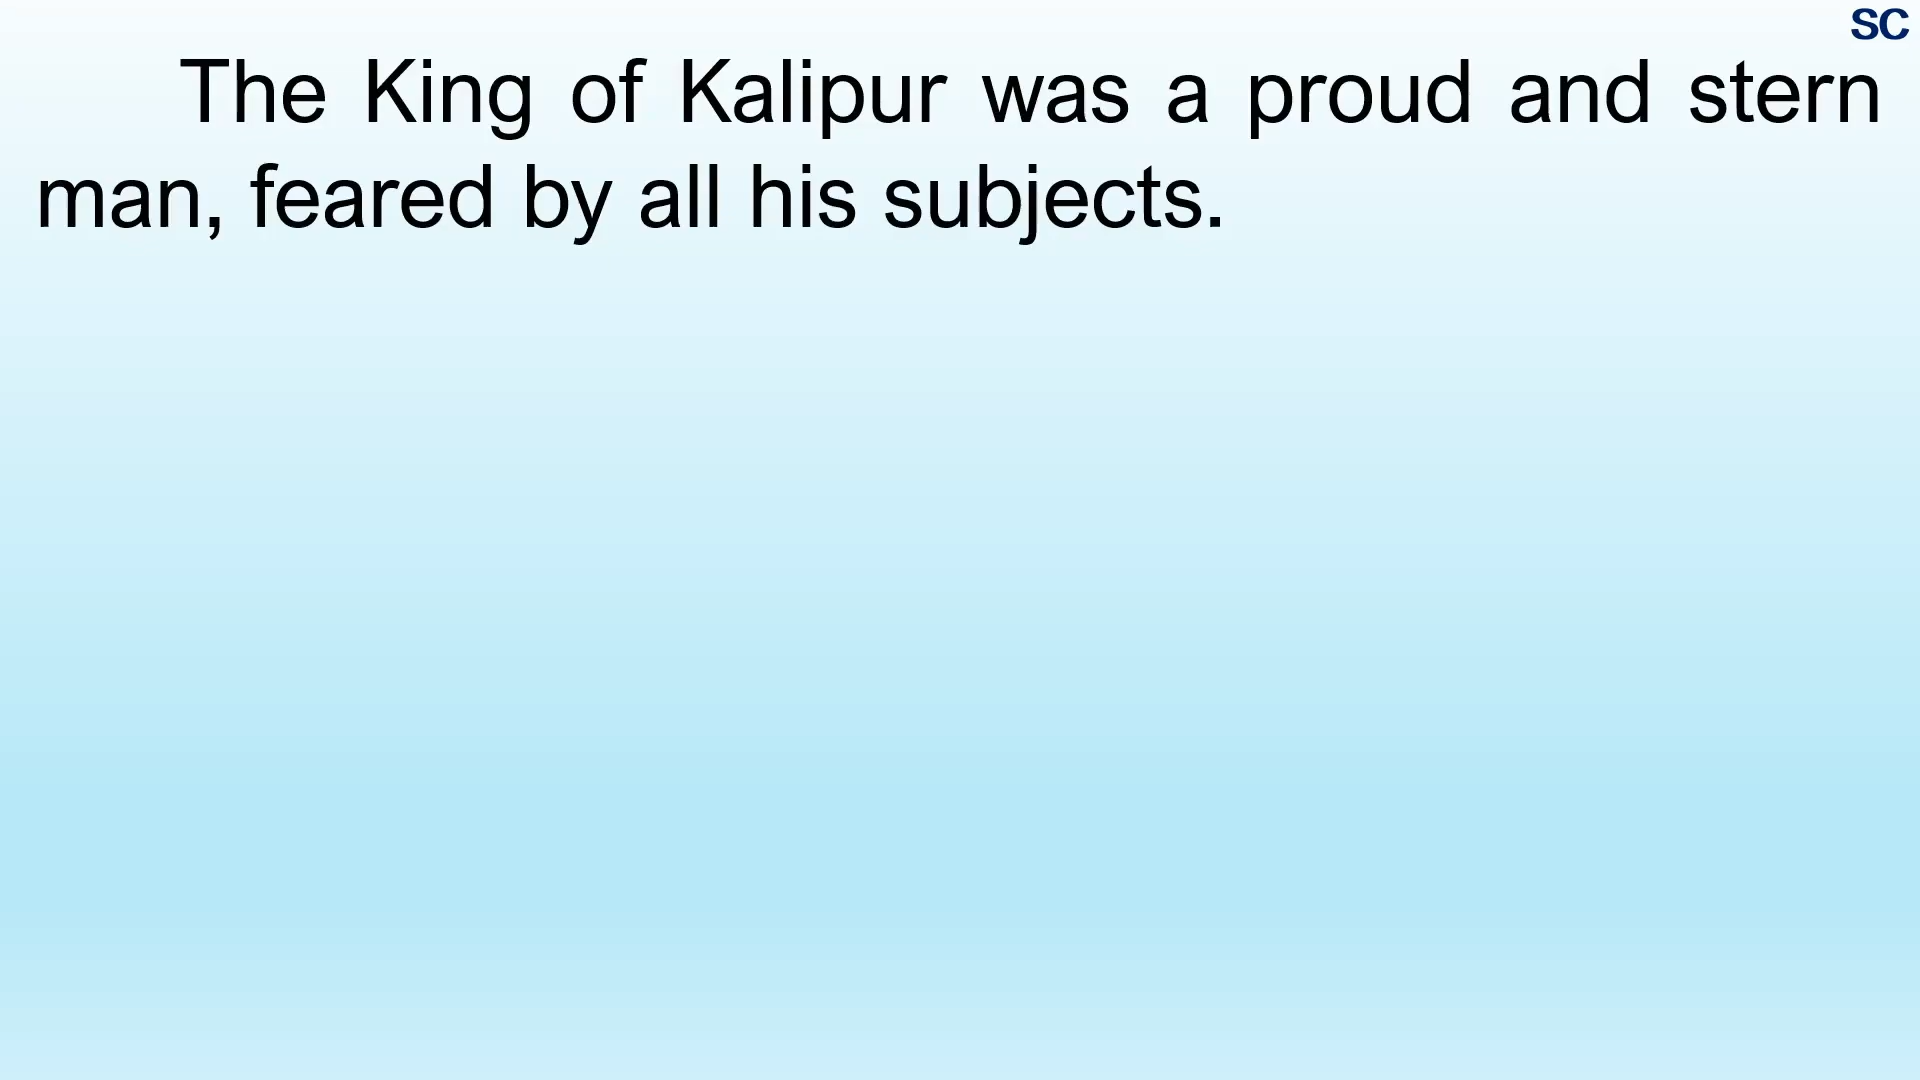 SC
The King of Kalipur was a proud and stern
man, feared by all his subjects.